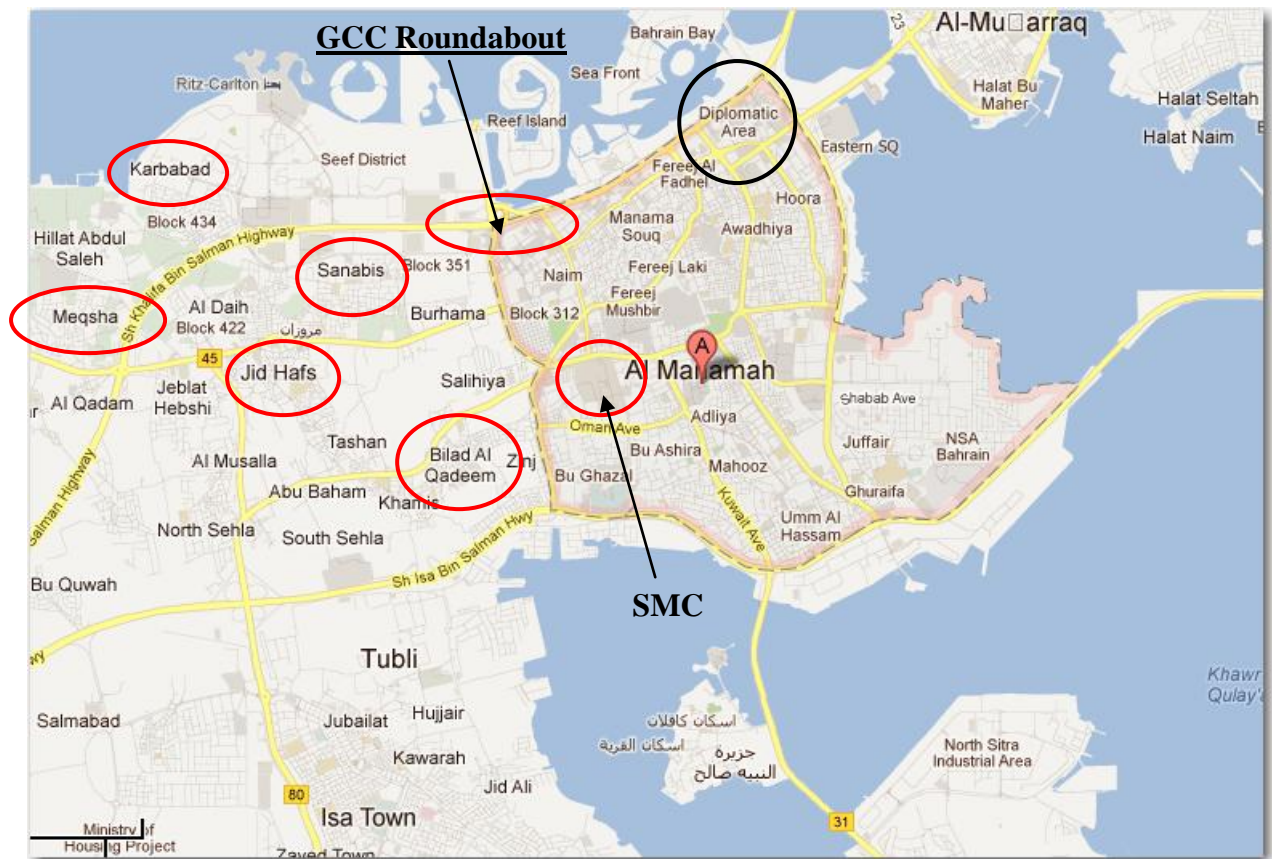 GCC Roundabout
Bahrain Bay
23
Al-Mu□arraq
Ritz-Carlton
Sea Front
Halat Bu
Maher
Halat Seltah
Reef Island
Diplomatic
Area
Halat Naim
Eastern SQ
Karbabad
Seef District
Fereej Al
Fadhel
Hoora
Block 434
Manama
Souq
Awadhiya
Hillat Abdul
Saleh
Sh Khalifa Bin Salman Highway
Sanabis
Block 351
Naim
Fereej Laki
Fereej
Mushbir
Meqsha
Al Daih
Block 422
مروزان
Burhama
Block 312
45
Jid Hafs
Salihiya
A
Al Manamah
Jeblat
Hebshi
Al Qadam
Shabab Ave
Oman Ave
Adliya
Tashan
Bilad Al
Qadeem
Zinj
Bu Ashira
Juffair
NSA
Bahrain
Al Musalla
Mahooz
Bu Ghazal
Abu Baham
Khamis
Kuwait Ave
Ghuraifa
Salman Highway
North Sehla
South Sehla
Umm Al
Hassam
Sh Isa Bin Salman Hwy
Bu Quwah
SMC
Tubli
Khawr
Qulay'
Salmabad
Jubailat
Hujjair
اسكان كافلان
اسكان القرية
جزيرة
النبيه صالح
Kawarah
North Sitra
Industrial Area
Jid Ali
80
Isa Town
31
Ministry of
Housing Project
Zayed Town